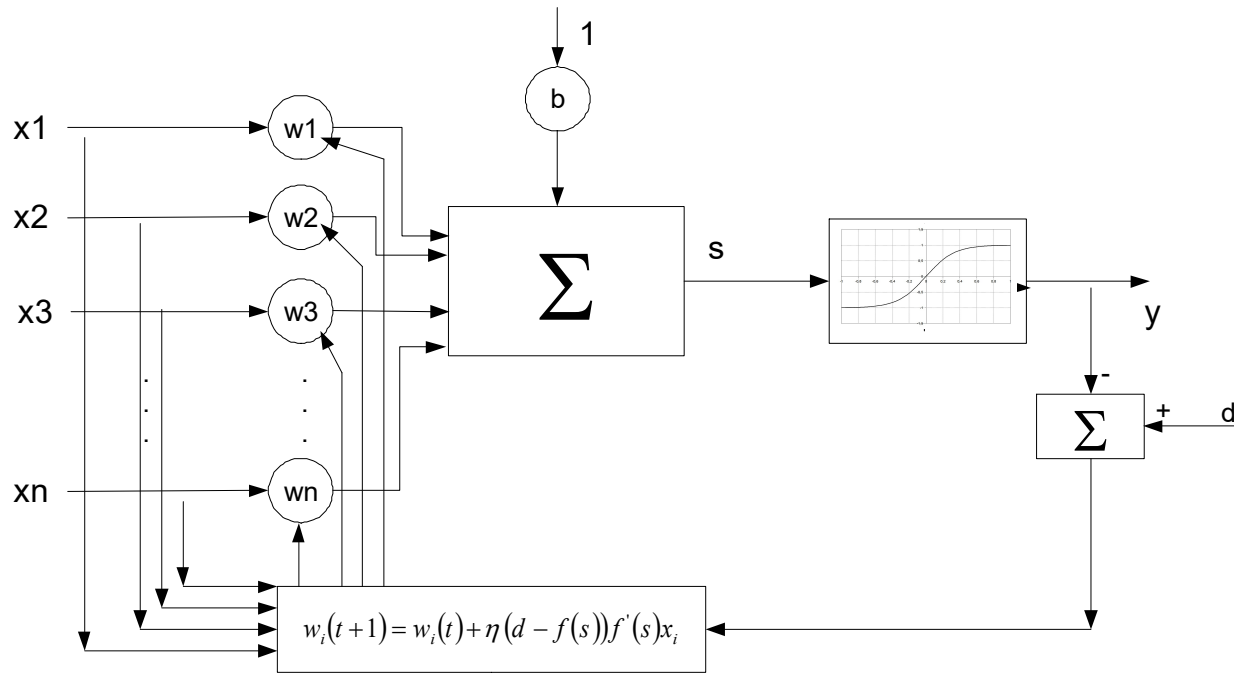 1
b
x1
w1
x2
w2
s
x3
w3
Σ
y
-
+
d
Σ
.
.
.
.
.
.
xn
wn
w_i(t+1) = w_i(t) + η(d − f(s))f'(s)x_i